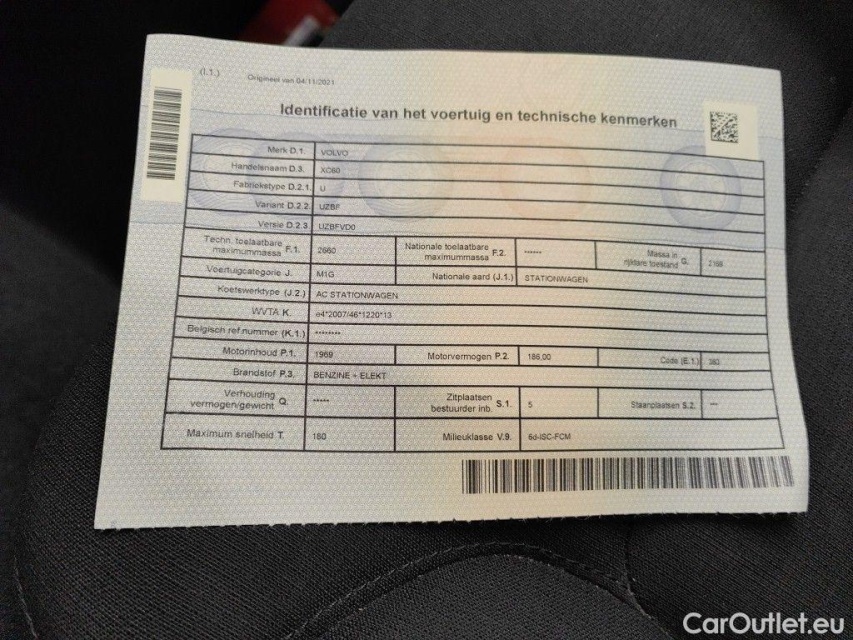 (I.1.) Origineel van 04/11/2021
Identificatie van het voertuig en technische kenmerken
Merk D.1. VOLVO
Handelsnaam D.3. XC60
Fabriekstype D.2.1. U
Variant D.2.2. UZBF
Versie D.2.3. UZBFVD0
Techn. toelaatbare maximummassa F.1. 2660 Nationale toelaatbare maximummassa F.2. ****** Massa in rijklare toestand G.
Voertuigcategorie J. M1G Nationale aard (J.1.) STATIONWAGEN
Koetswerktype (J.2.) AC STATIONWAGEN
WVTA K. e4*2007/46*1220*13
Belgisch ref.nummer (K.1.) ********
Motorinhoud P.1. 1969 Motorvermogen P.2. 186,00 Code (E.1.) 383
Brandstof P.3. BENZINE + ELEKT
Verhouding vermogen/gewicht Q. ***** Zitplaatsen bestuurder inb. S.1. 5 Staanplaatsen S.2. ***
Maximum snelheid T. 180 Milieuklasse V.9. 6d-ISC-FCM
CarOutlet.eu